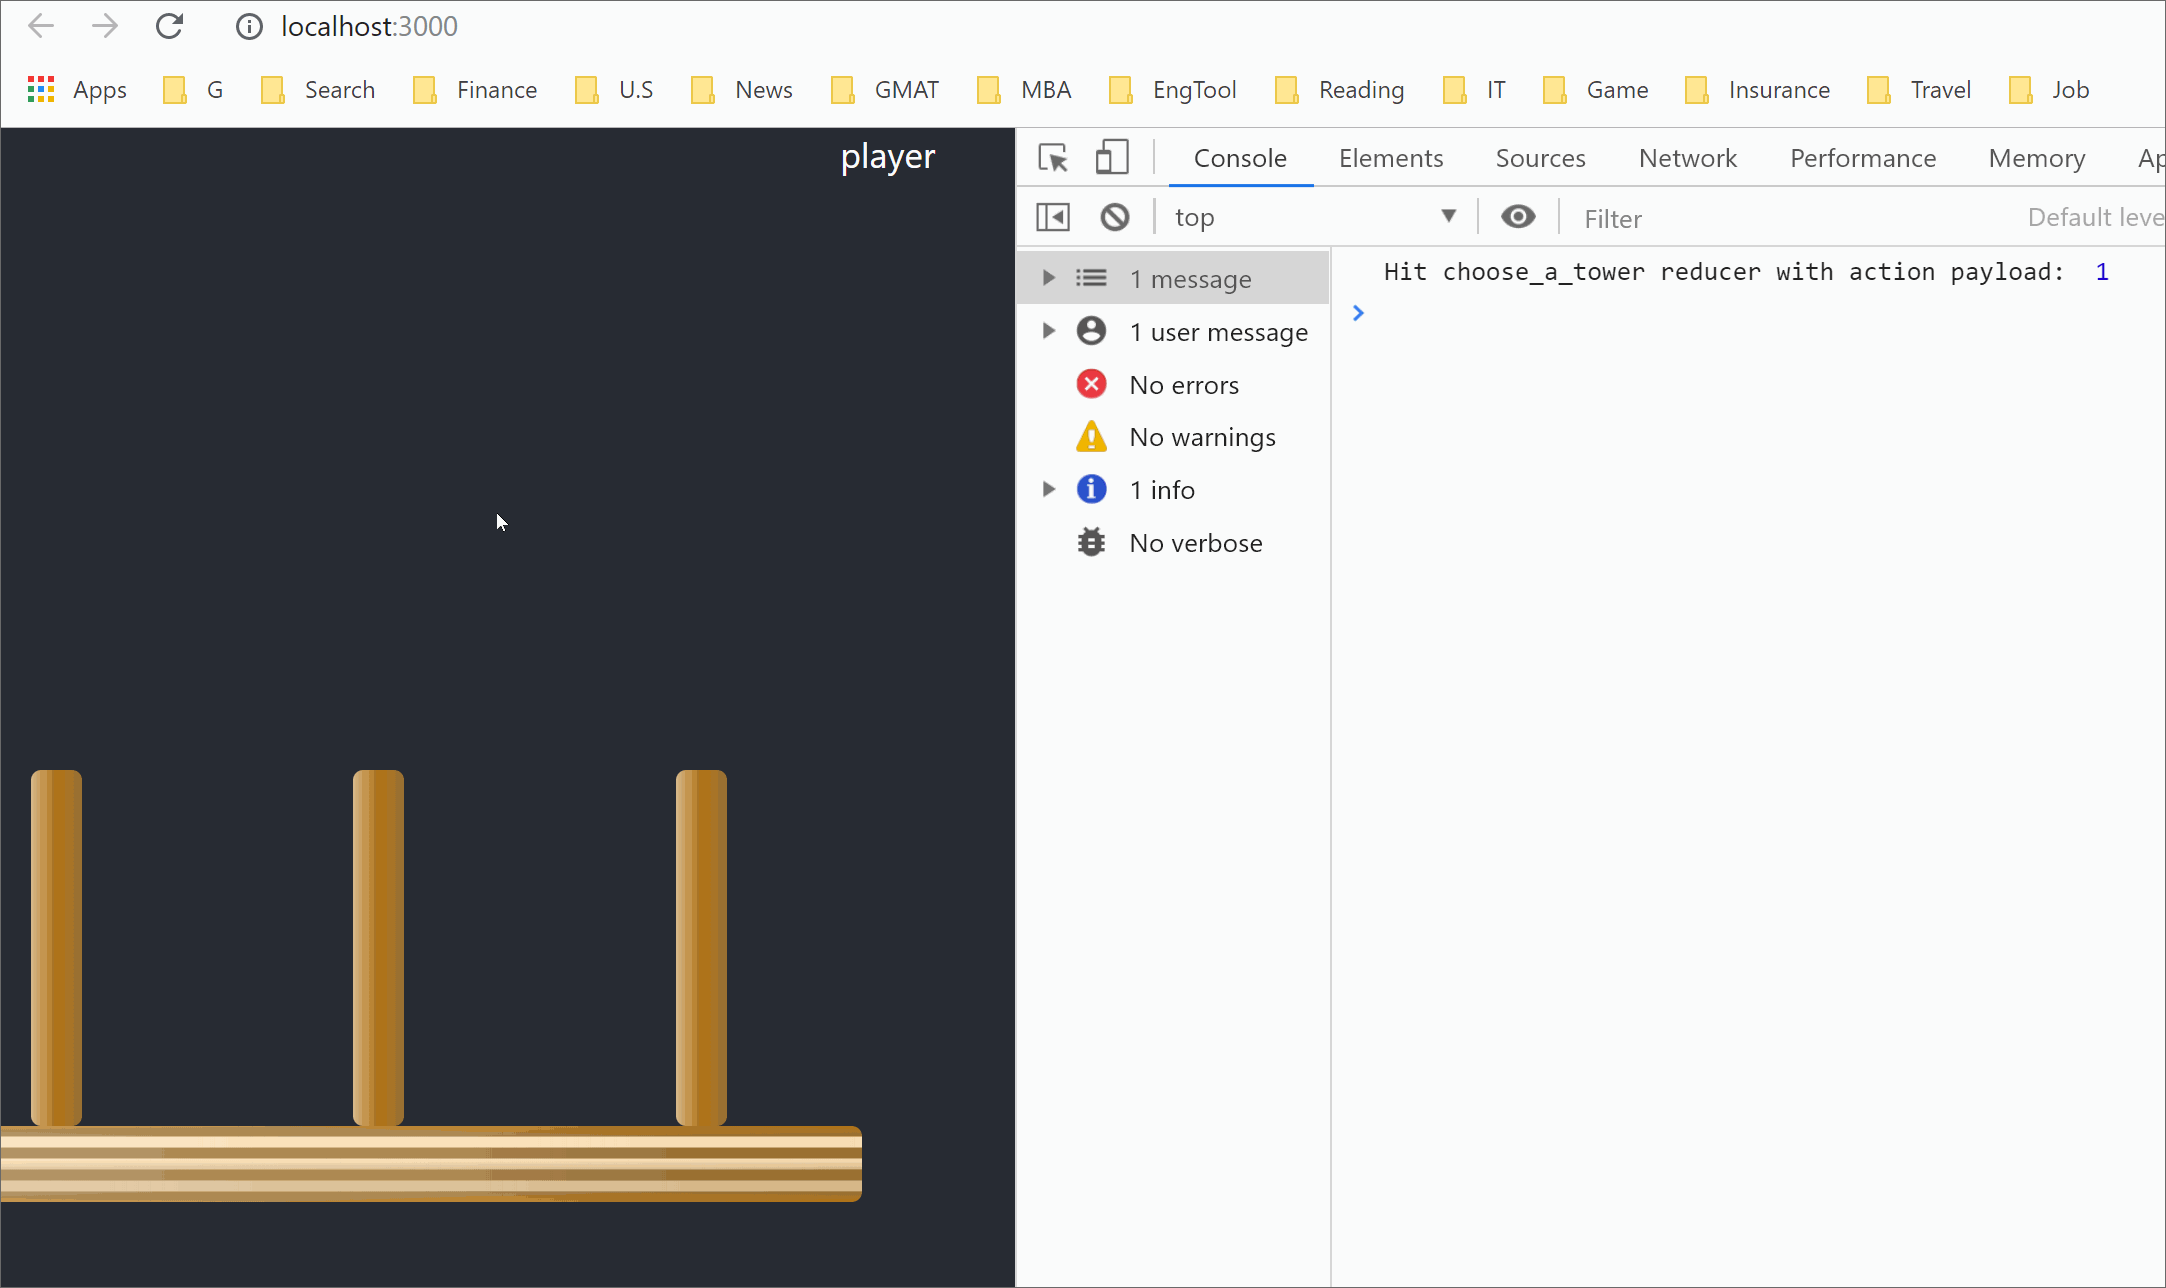 localhost:3000
Apps G Search Finance U.S News GMAT MBA EngTool Reading IT Game Insurance Travel Job
player
Console Elements Sources Network Performance Memory Ap
top Filter Default leve
1 message
1 user message
No errors
No warnings
1 info
No verbose
Hit choose_a_tower reducer with action payload: 1